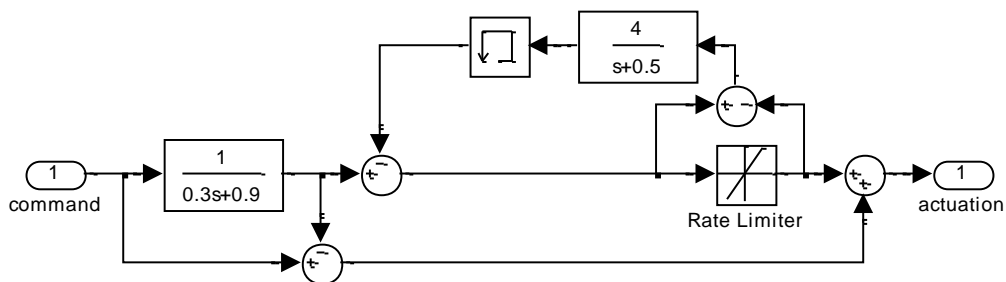 4
s+0.5
+ -
1
command
1
0.3s+0.9
+ -
Rate Limiter
+ +
1
actuation
+ -